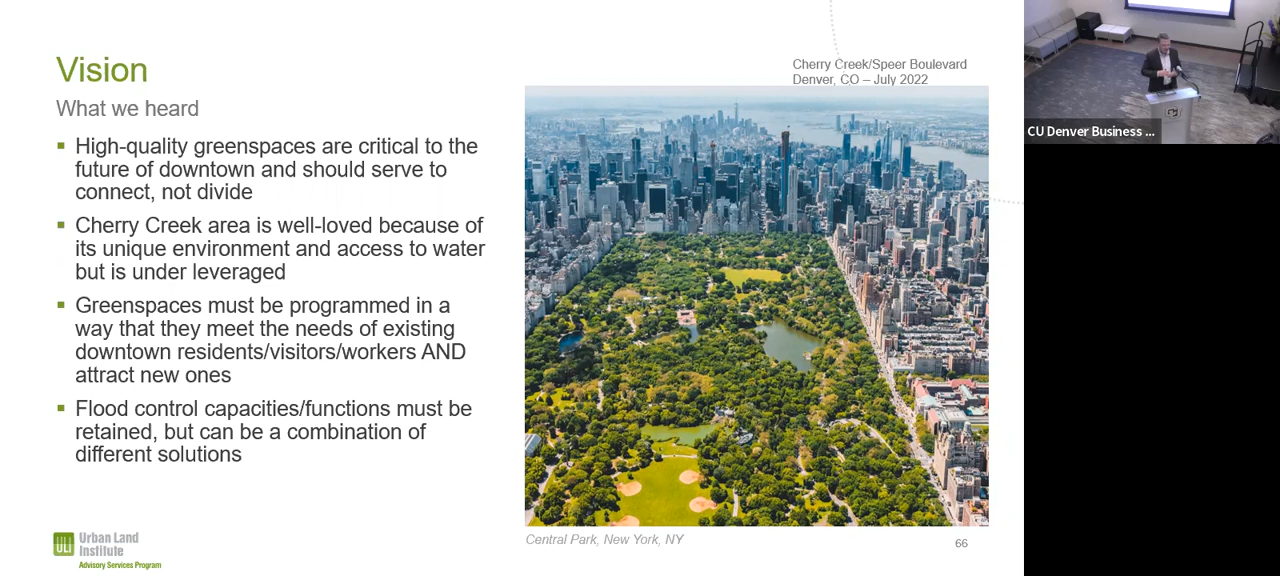 Vision
What we heard
▪ High-quality greenspaces are critical to the
future of downtown and should serve to
connect, not divide
▪ Cherry Creek area is well-loved because of
its unique environment and access to water
but is under leveraged
▪ Greenspaces must be programmed in a
way that they meet the needs of existing
downtown residents/visitors/workers AND
attract new ones
▪ Flood control capacities/functions must be
retained, but can be a combination of
different solutions
Cherry Creek/Speer Boulevard
Denver, CO – July 2022
Central Park, New York, NY
66
ULI
Urban Land
Institute
Advisory Services Program
CU Denver Business ...